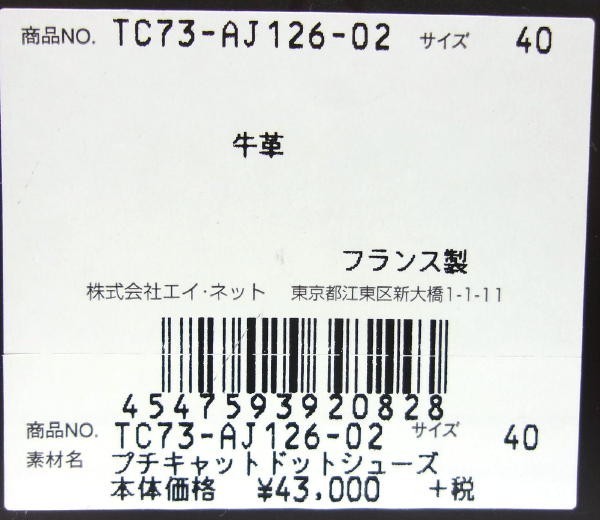 商品NO. TC73-AJ126-02 サイズ 40
牛革
フランス製
株式会社エイ・ネット 東京都江東区新大橋1-1-11
4547593920828
商品NO. TC73-AJ126-02 サイズ 40
素材名 プチキャットドットシューズ
本体価格 ¥43,000 +税